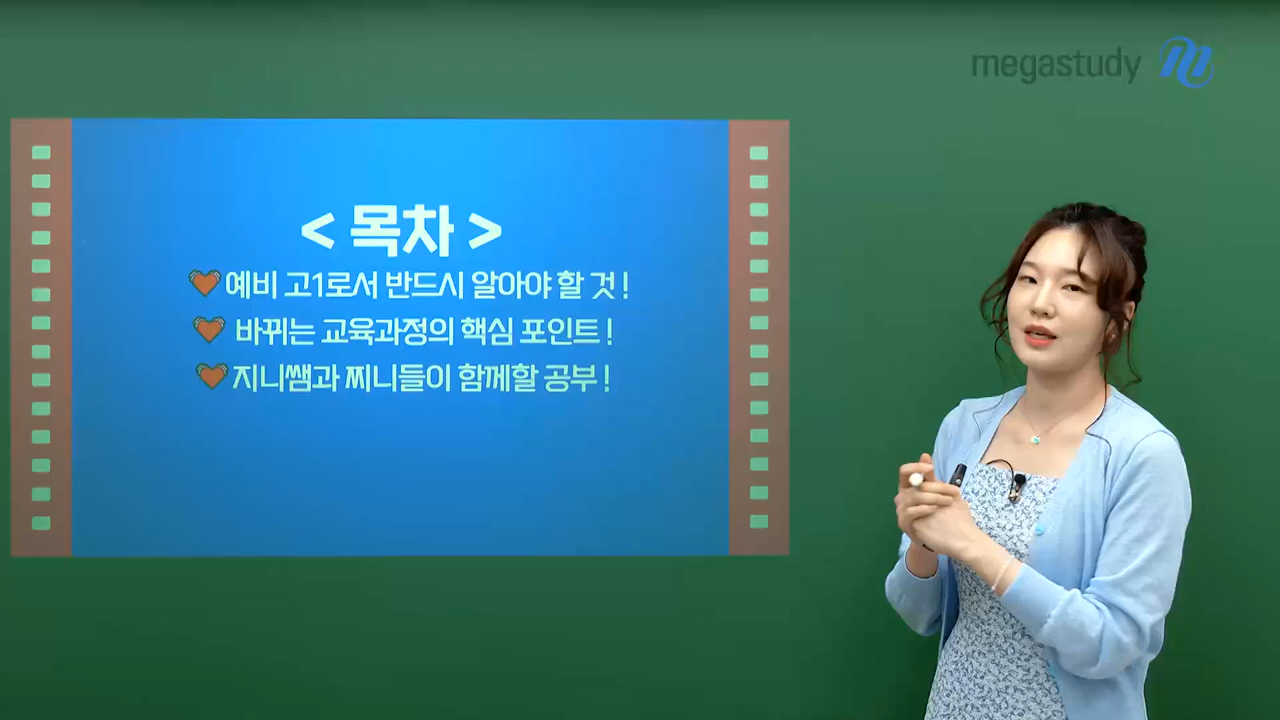 megastudy
< 목차 >
예비 고1로서 반드시 알아야 할 것!
바뀌는 교육과정의 핵심 포인트!
지니쌤과 찌니들이 함께할 공부!